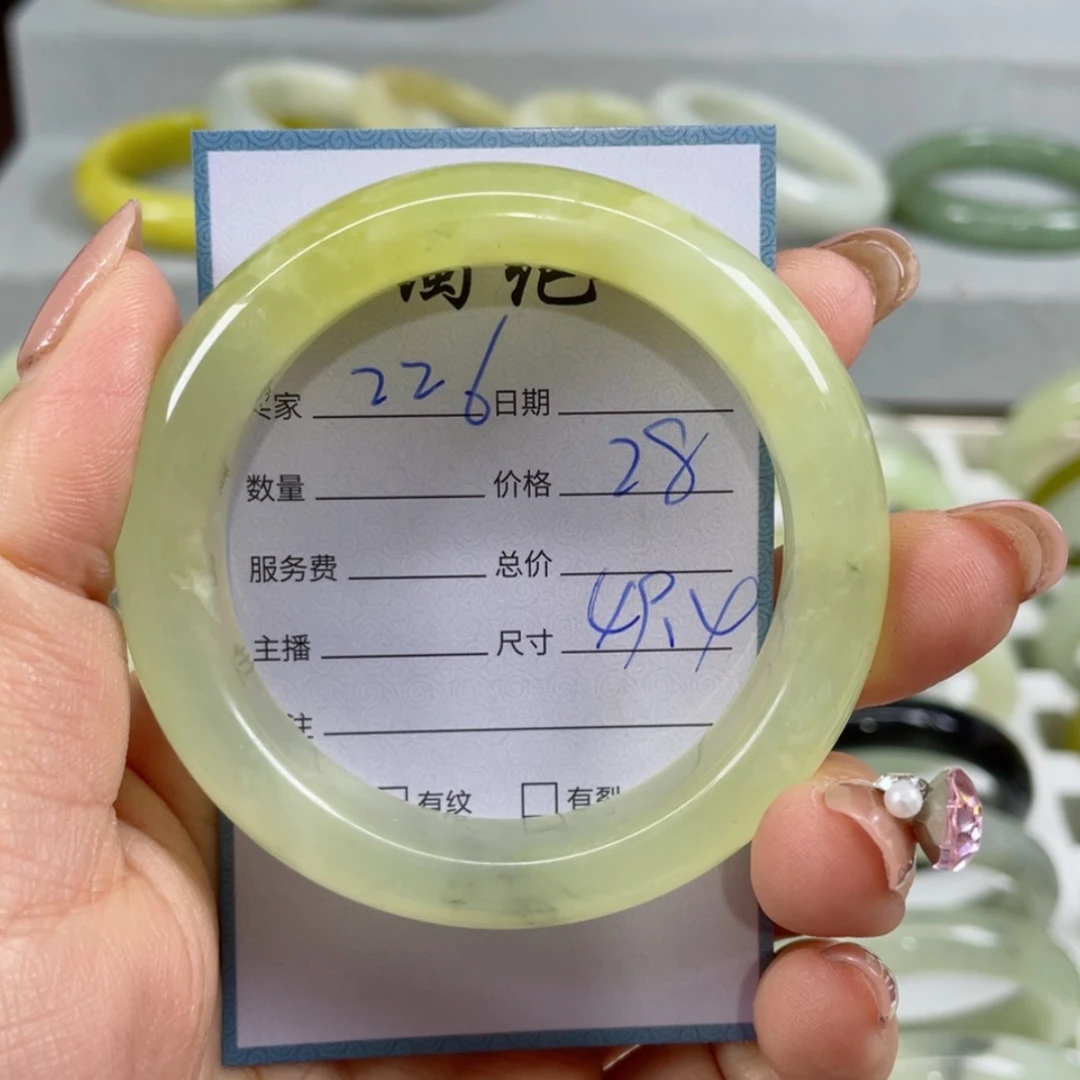 家 226 日期
数量 价格 28
服务费 总价
主播 尺寸 49.4
注
有纹 有裂